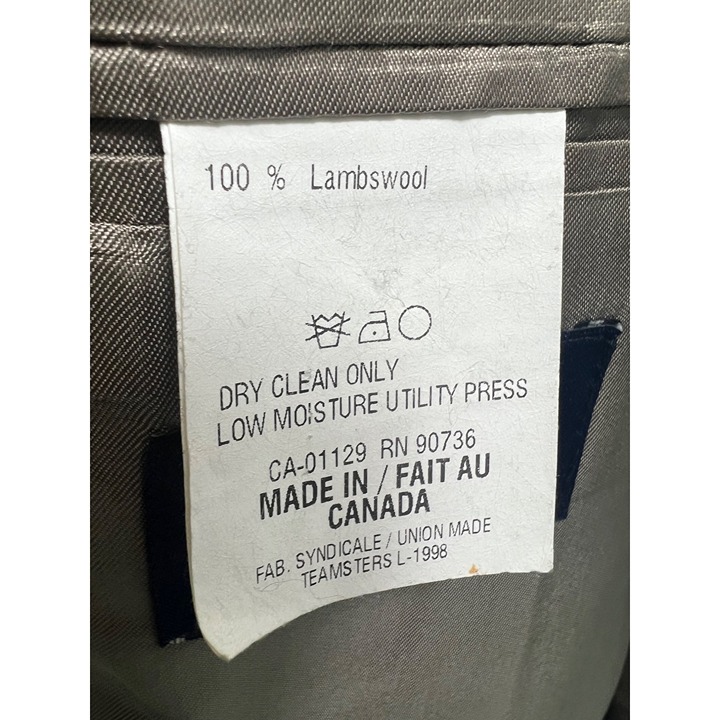 100 % Lambswool
DRY CLEAN ONLY
LOW MOISTURE UTILITY PRESS
CA-01129 RN 90736
MADE IN / FAIT AU
CANADA
FAB. SYNDICALE / UNION MADE
TEAMSTERS L-1998